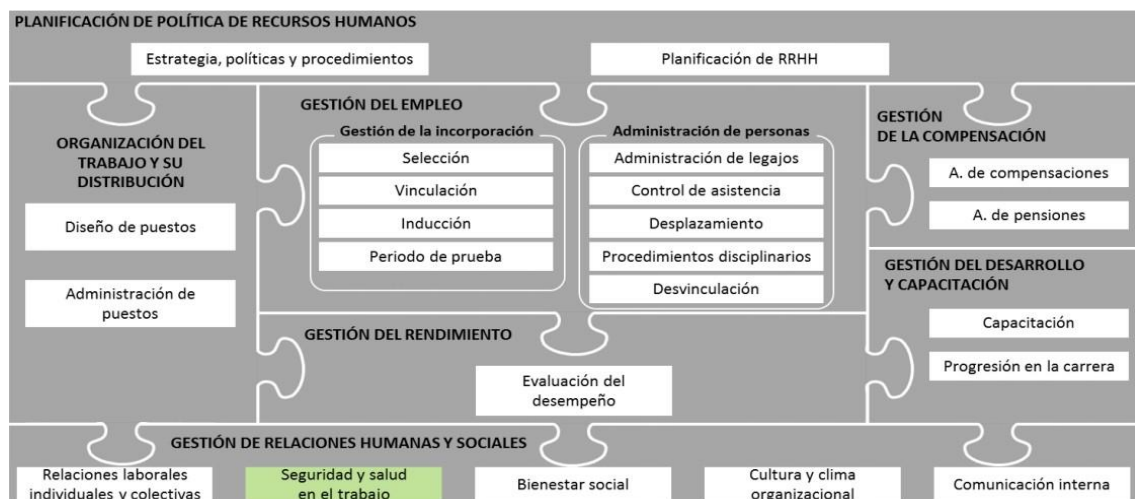 PLANIFICACIÓN DE POLÍTICA DE RECURSOS HUMANOS
Estrategia, políticas y procedimientos
Planificación de RRHH
ORGANIZACIÓN DEL
TRABAJO Y SU
DISTRIBUCIÓN
Diseño de puestos
Administración de
puestos
GESTIÓN DEL EMPLEO
Gestión de la incorporación
Selección
Vinculación
Inducción
Periodo de prueba
Administración de personas
Administración de legajos
Control de asistencia
Desplazamiento
Procedimientos disciplinarios
Desvinculación
GESTIÓN
DE LA COMPENSACIÓN
A. de compensaciones
A. de pensiones
GESTIÓN DEL RENDIMIENTO
Evaluación del
desempeño
GESTIÓN DEL DESARROLLO
Y CAPACITACIÓN
Capacitación
Progresión en la carrera
GESTIÓN DE RELACIONES HUMANAS Y SOCIALES
Relaciones laborales
individuales y colectivas
Seguridad y salud
en el trabajo
Bienestar social
Cultura y clima
organizacional
Comunicación interna